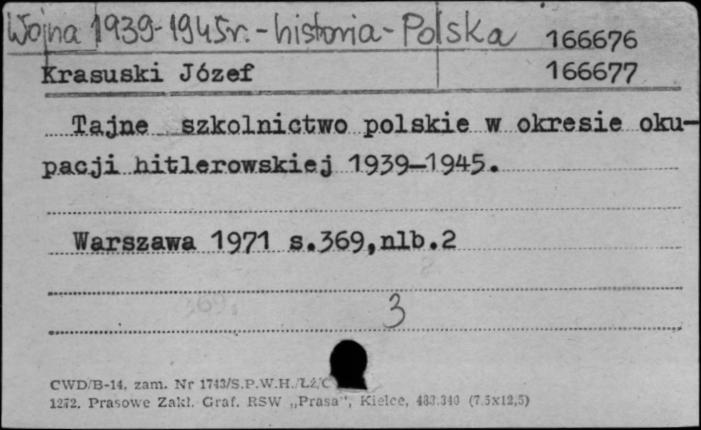 Wojna 1939-1945r.-historia-Polska 166676
Krasuski Józef 166677
Tajne szkolnictwo polskie w okresie oku-
pacji hitlerowskiej 1939-1945.
Warszawa 1971 s.369,nlb.2
369.
3
CWD/B-14. zam. Nr 1743/S.P.W.H./Łź/C
1272. Prasowe Zakł. Graf. RSW „Prasa", Kielce, 483.340 (7,5x12,5)